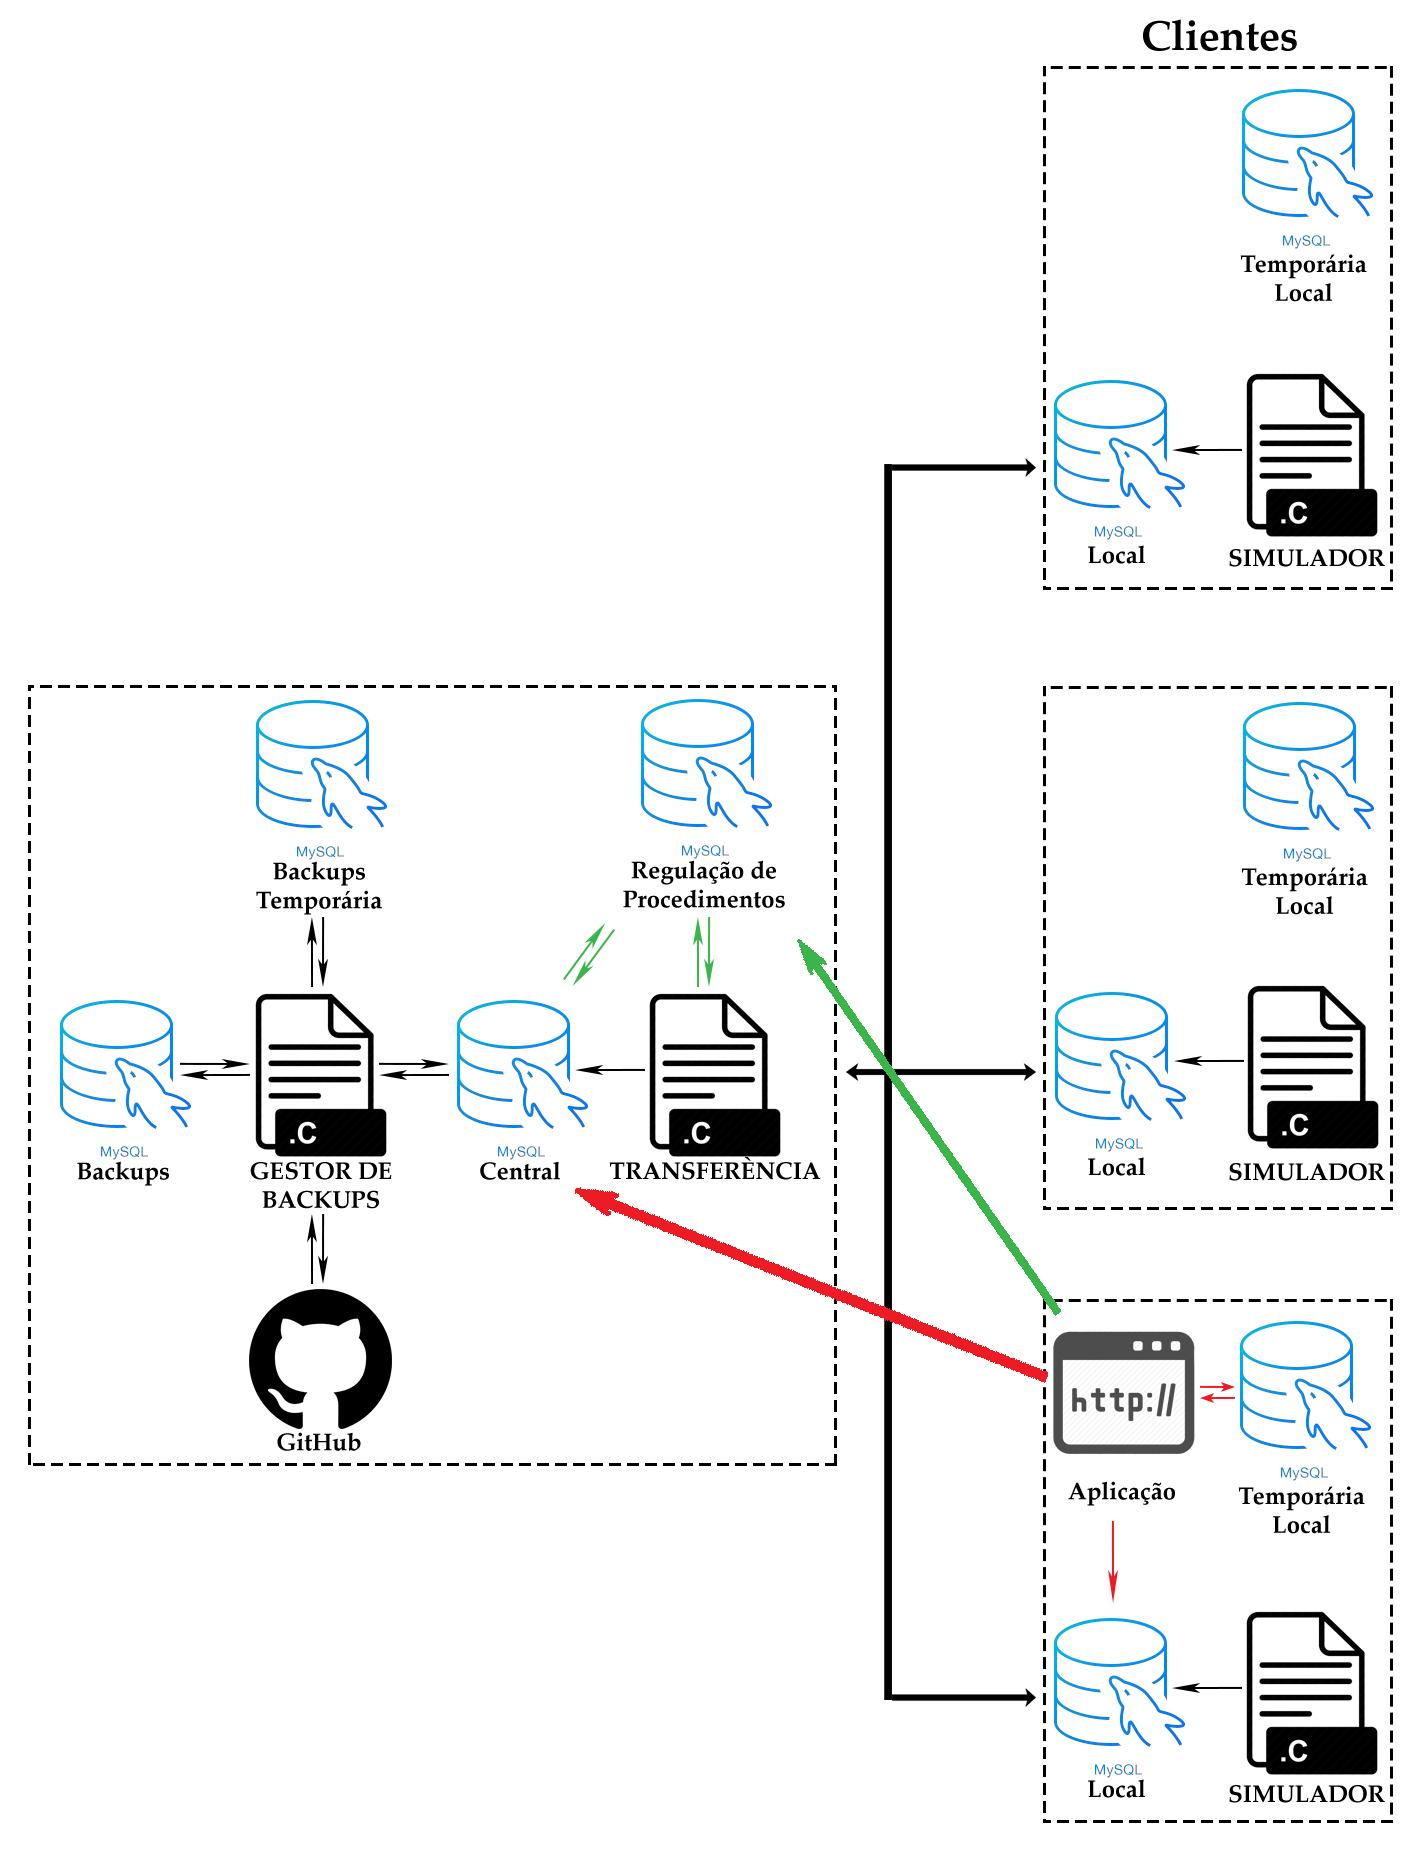 Clientes
MySQL
Temporária
Local
MySQL
Local
.C
SIMULADOR
MySQL
Backups
Temporária
MySQL
Regulação de
Procedimentos
MySQL
Backups
.C
GESTOR DE
BACKUPS
MySQL
Central
.C
TRANSFERÈNCIA
GitHub
MySQL
Temporária
Local
MySQL
Local
.C
SIMULADOR
http://
Aplicação
MySQL
Temporária
Local
MySQL
Local
.C
SIMULADOR